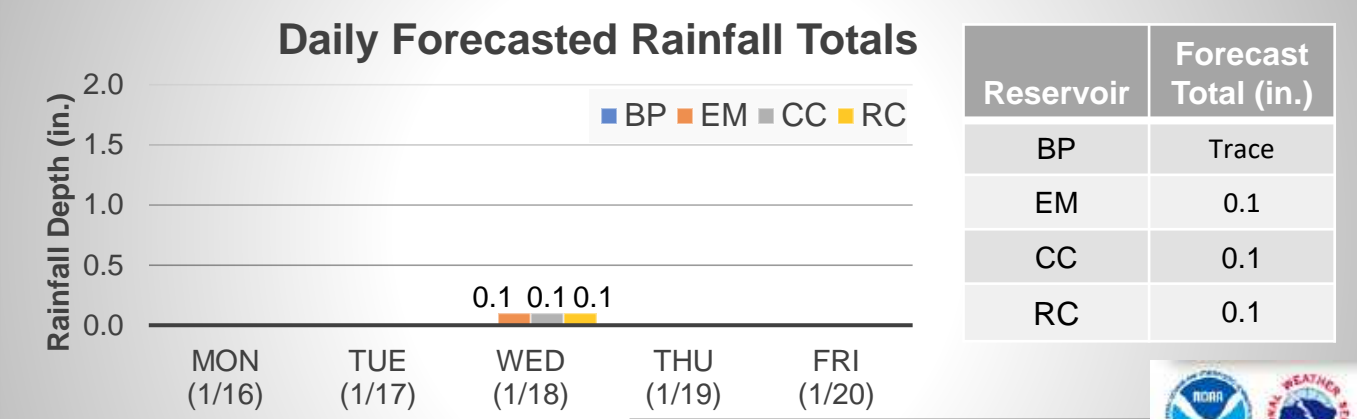 Daily Forecasted Rainfall Totals
Rainfall Depth (in.)
2.0
1.5
1.0
0.5
0.0
BP EM CC RC
0.1 0.1 0.1
MON TUE WED THU FRI
(1/16) (1/17) (1/18) (1/19) (1/20)
Reservoir Forecast Total (in.)
BP Trace
EM 0.1
CC 0.1
RC 0.1
NOAA
WEATHER